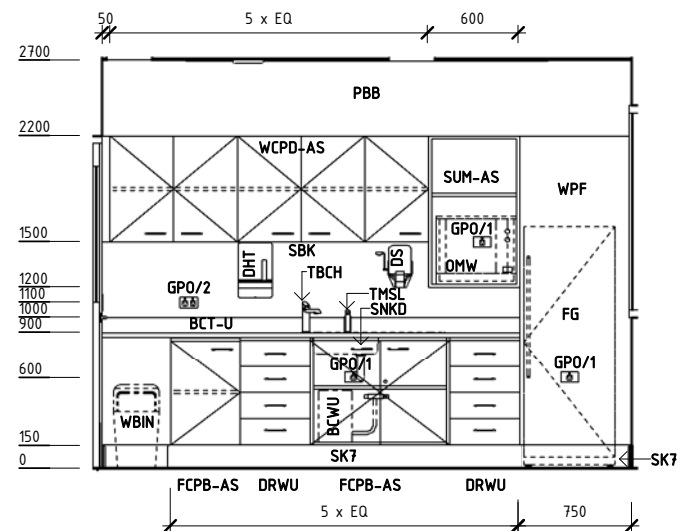 50 5 x EQ 600
2700
PBB
2200
WCPD-AS
SUM-AS
WPF
1500
GPO/1
SBK
DHT
DS
TBCH
OMW
1200
GPO/2
TMSL
1100
SNKD
1000
BCT-U
900
FG
GPO/1
GPO/1
600
WBIN
BCWU
150
SK7
SK7
0
FCPB-AS DRWU FCPB-AS DRWU
5 x EQ 750